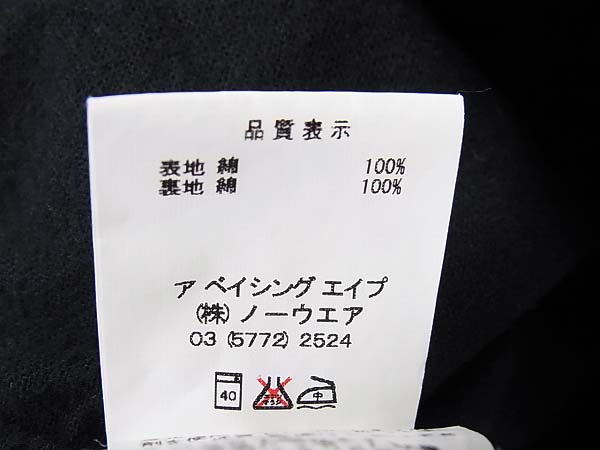 品質表示
表地 綿 100%
裏地 綿 100%
ア ベイシング エイプ
(株) ノーウエア
03 (5772) 2524
40 中